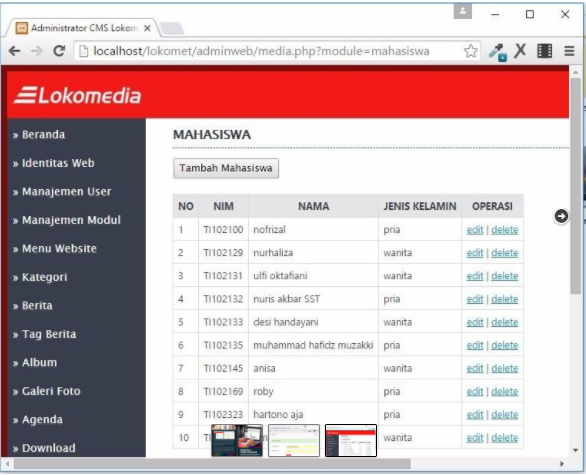 Administrator CMS Lokom
localhost/lokomet/adminweb/media.php?module=mahasiswa
Lokomedia
» Beranda
» Identitas Web
» Manajemen User
» Manajemen Modul
» Menu Website
» Kategori
» Berita
» Tag Berita
» Album
» Galeri Foto
» Agenda
» Download
MAHASISWA
Tambah Mahasiswa
NO NIM NAMA JENIS KELAMIN OPERASI
1 TI102100 nofrizal pria edit | delete
2 TI102129 nurhaliza wanita edit | delete
3 TI102131 ulfi oktafiani wanita edit | delete
4 TI102132 nuris akbar SST pria edit | delete
5 TI102133 desi handayani wanita edit | delete
6 TI102135 muhammad hafidz muzakki pria edit | delete
7 TI102145 anisa wanita edit | delete
8 TI102169 roby pria edit | delete
9 TI102323 hartono aja pria edit | delete
10 wanita edit | delete